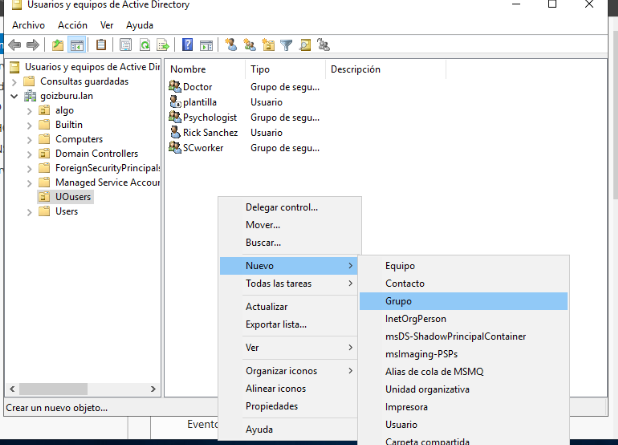 Usuarios y equipos de Active Directory
Archivo Acción Ver Ayuda
Usuarios y equipos de Active Dir
Consultas guardadas
goizburu.lan
algo
Builtin
Computers
Domain Controllers
ForeignSecurityPrincipals
Managed Service Accour
UOusers
Users
Nombre Tipo Descripción
Doctor Grupo de segu...
plantilla Usuario
Psychologist Grupo de segu...
Rick Sanchez Usuario
SCworker Grupo de segu...
Delegar control...
Mover...
Buscar...
Nuevo
Todas las tareas
Actualizar
Exportar lista...
Ver
Organizar iconos
Alinear iconos
Propiedades
Ayuda
Equipo
Contacto
Grupo
InetOrgPerson
msDS-ShadowPrincipalContainer
msImaging-PSPs
Alias de cola de MSMQ
Unidad organizativa
Impresora
Usuario
Carpeta compartida
Crear un nuevo objeto...
Evento